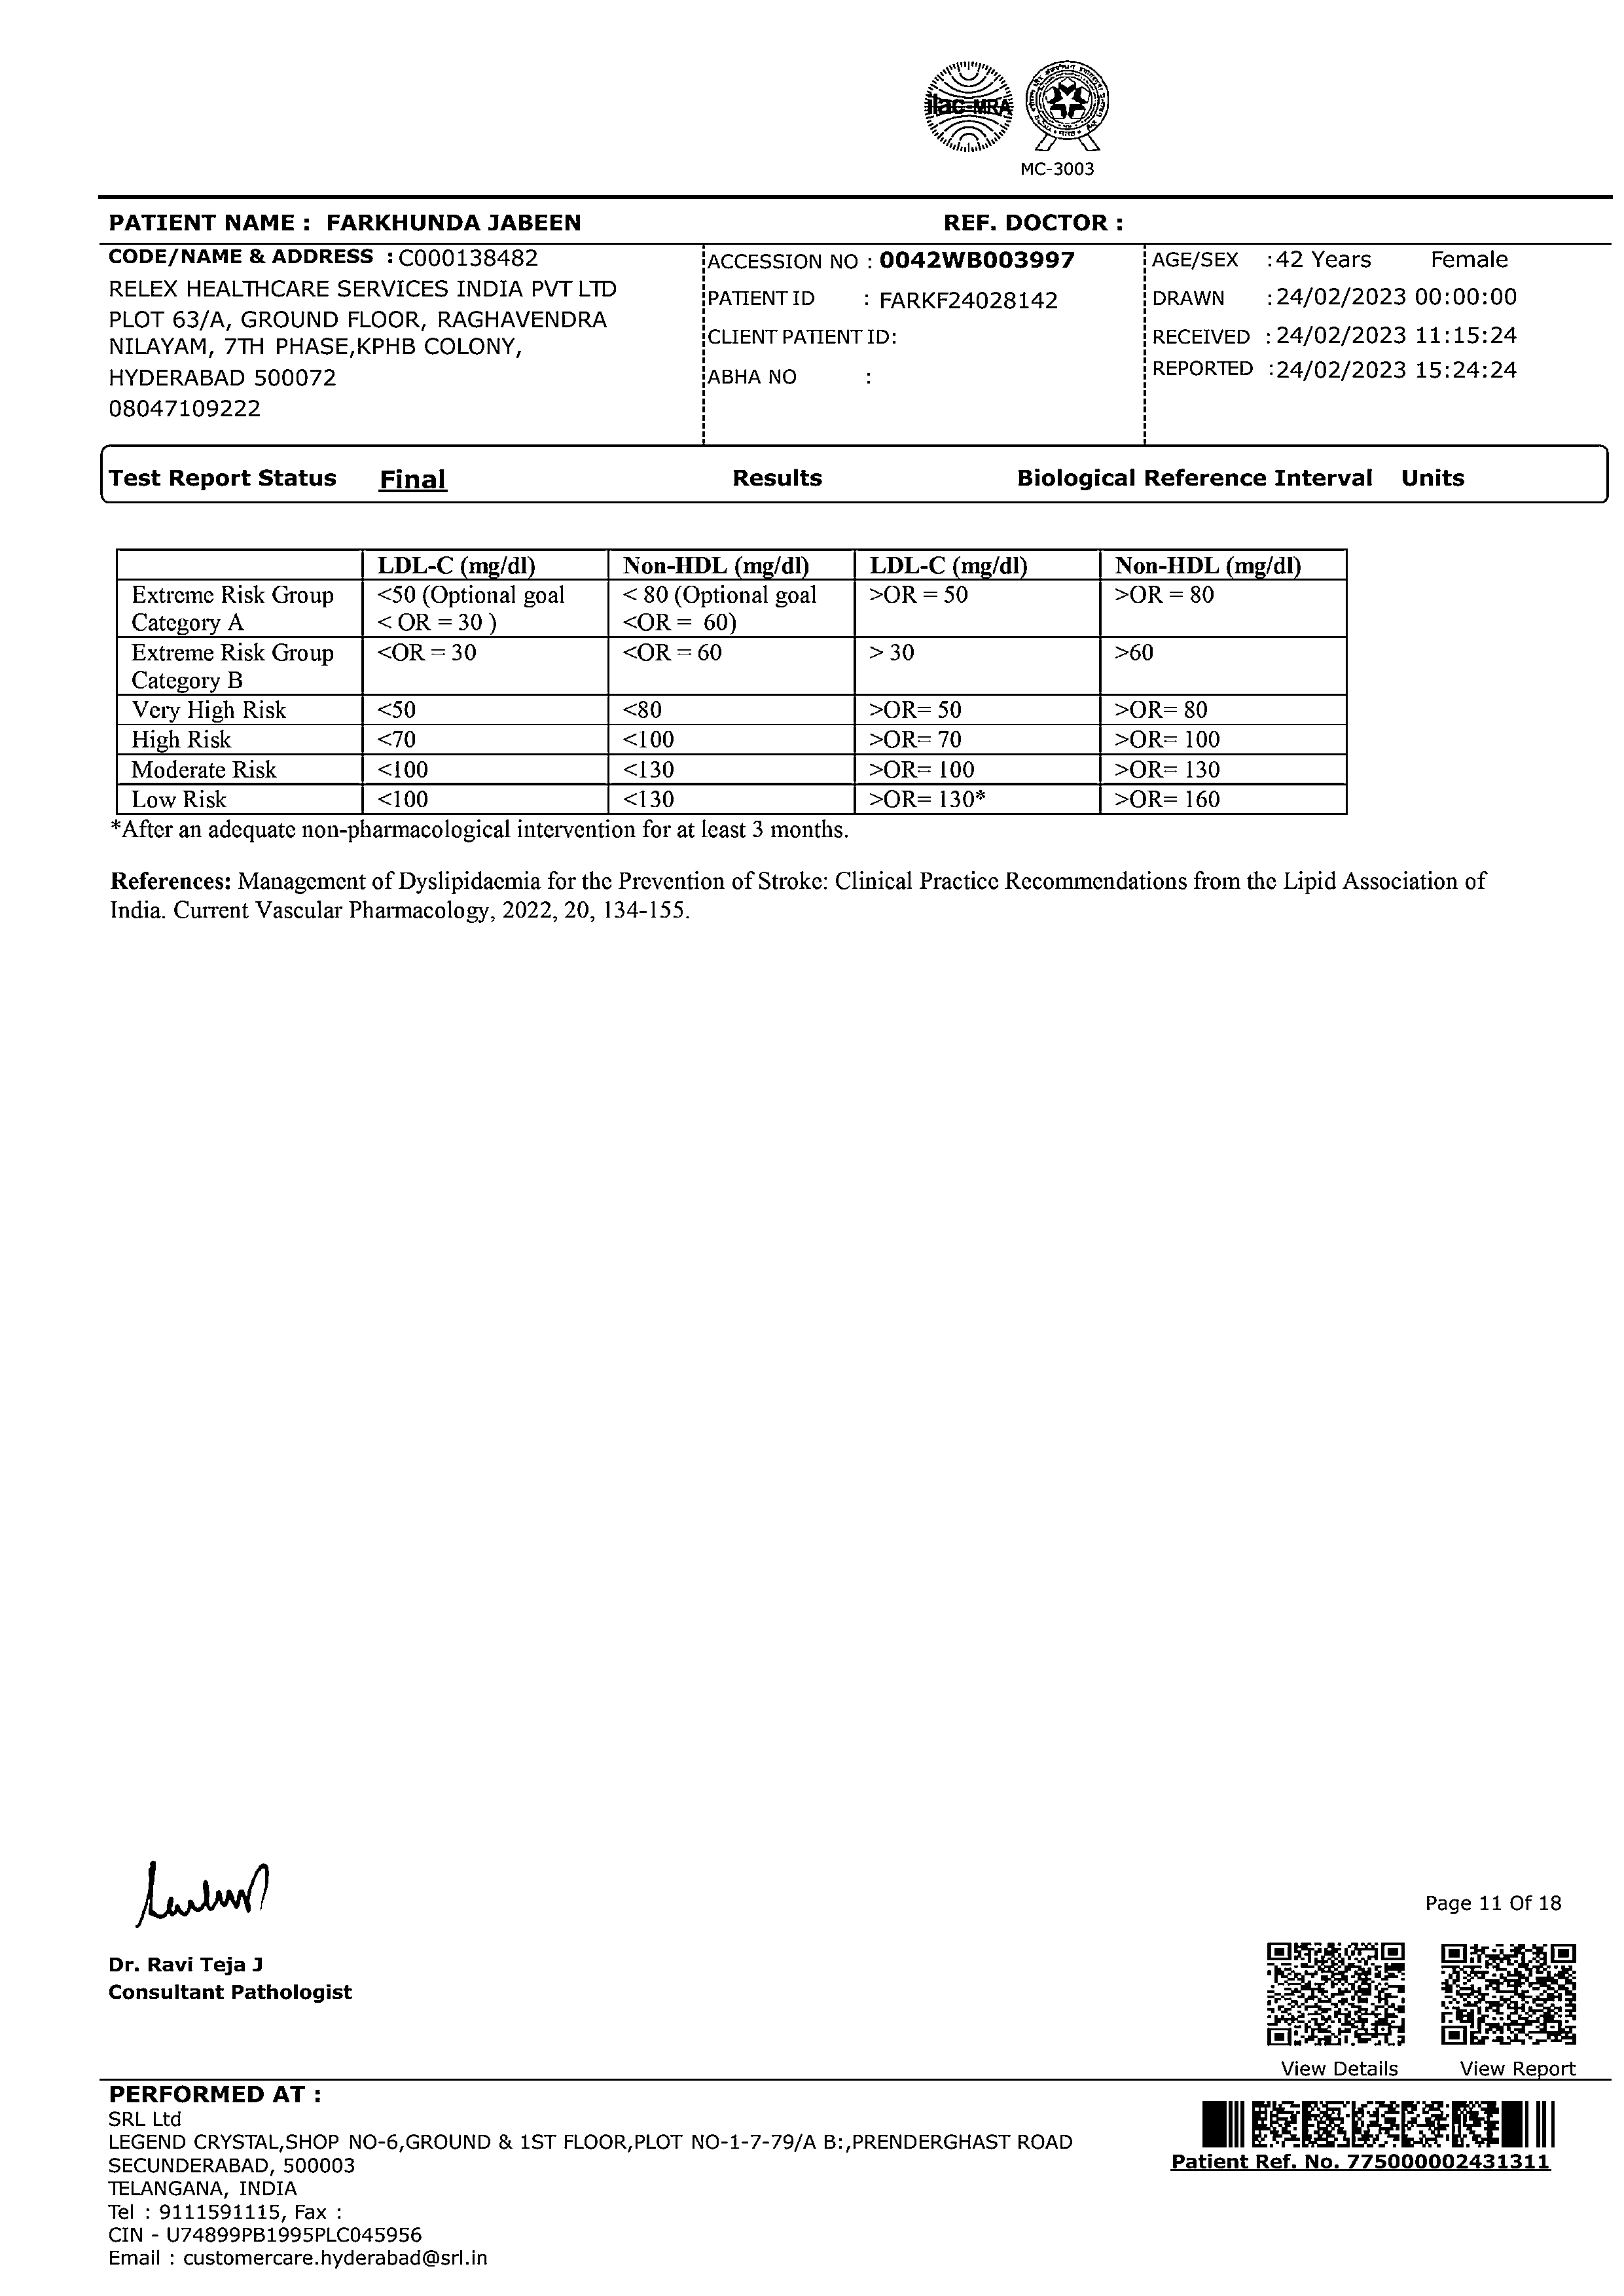 ilac-MRA
MC-3003
PATIENT NAME : FARKHUNDA JABEEN REF. DOCTOR :
CODE/NAME & ADDRESS : C000138482
RELEX HEALTHCARE SERVICES INDIA PVT LTD
PLOT 63/A, GROUND FLOOR, RAGHAVENDRA
NILAYAM, 7TH PHASE,KPHB COLONY,
HYDERABAD 500072
08047109222
ACCESSION NO : 0042WB003997
PATIENT ID : FARKF24028142
CLIENT PATIENT ID:
ABHA NO :
AGE/SEX : 42 Years Female
DRAWN : 24/02/2023 00:00:00
RECEIVED : 24/02/2023 11:15:24
REPORTED : 24/02/2023 15:24:24
Test Report Status Final Results Biological Reference Interval Units
LDL-C (mg/dl) Non-HDL (mg/dl) LDL-C (mg/dl) Non-HDL (mg/dl)
Extreme Risk Group <50 (Optional goal < 80 (Optional goal >OR = 50 >OR = 80
Category A < OR = 30 ) <OR = 60)
Extreme Risk Group <OR = 30 <OR = 60 > 30 >60
Category B
Very High Risk <50 <80 >OR= 50 >OR= 80
High Risk <70 <100 >OR= 70 >OR= 100
Moderate Risk <100 <130 >OR= 100 >OR= 130
Low Risk <100 <130 >OR= 130* >OR= 160
*After an adequate non-pharmacological intervention for at least 3 months.
References: Management of Dyslipidaemia for the Prevention of Stroke: Clinical Practice Recommendations from the Lipid Association of
India. Current Vascular Pharmacology, 2022, 20, 134-155.
Dr. Ravi Teja J
Consultant Pathologist
Page 11 Of 18
View Details View Report
PERFORMED AT :
SRL Ltd
LEGEND CRYSTAL,SHOP NO-6,GROUND & 1ST FLOOR,PLOT NO-1-7-79/A B:,PRENDERGHAST ROAD
SECUNDERABAD, 500003
TELANGANA, INDIA
Tel : 9111591115, Fax :
CIN - U74899PB1995PLC045956
Email : customercare.hyderabad@srl.in
Patient Ref. No. 775000002431311